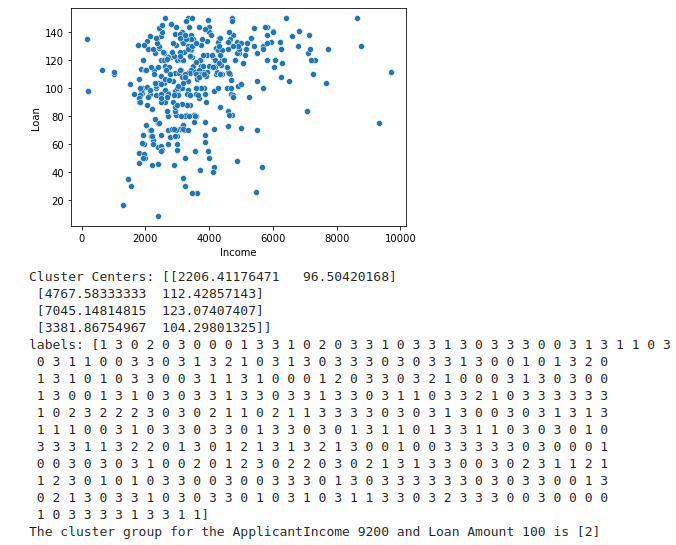 140
120
100
80
60
40
20
Loan
0 2000 4000 6000 8000 10000
Income
Cluster Centers: [[2206.41176471 96.50420168]
[4767.58333333 112.42857143]
[7045.14814815 123.07407407]
[3381.86754967 104.29801325]]
labels: [1 3 0 2 0 3 0 0 0 1 3 3 1 0 2 0 3 3 1 0 3 3 1 3 0 3 3 3 0 0 3 1 3 1 1 0 3
0 3 1 1 0 0 3 3 0 3 1 3 2 1 0 3 1 3 0 3 3 3 0 3 0 3 3 1 3 0 0 1 0 1 3 2 0
1 3 1 0 1 0 3 3 0 0 3 1 1 3 1 0 0 0 1 2 0 3 3 0 3 2 1 0 0 0 3 1 3 0 3 0 0
1 3 0 0 1 3 1 0 3 0 3 3 1 3 3 0 3 3 1 3 3 0 3 1 1 0 3 3 2 1 0 3 3 3 3 3 3
1 0 2 3 2 2 2 3 0 3 0 2 1 1 0 2 1 1 3 3 3 3 0 3 0 3 1 3 0 0 3 0 3 1 3 1 3
1 1 1 0 0 3 1 0 3 3 0 3 3 0 1 3 3 0 3 0 1 3 1 1 0 1 3 3 1 1 0 3 0 3 0 1 0
3 3 3 1 1 3 2 2 0 1 3 0 1 2 1 3 1 3 2 1 3 0 0 1 0 0 3 3 3 3 3 0 3 0 0 0 1
0 0 3 0 3 0 3 1 0 0 2 0 1 2 3 0 2 2 0 3 0 2 1 3 1 3 3 0 0 3 0 2 3 1 1 2 1
1 2 3 0 1 0 1 0 3 3 0 0 3 0 0 3 3 3 0 1 3 0 3 3 3 3 3 3 3 0 3 3 3 0 0 1 3
0 2 1 3 0 3 3 1 0 3 0 3 3 0 1 0 3 1 0 3 1 1 3 3 0 3 2 3 3 3 0 0 3 0 0 0 0
1 0 3 3 3 3 1 3 3 1 1]
The cluster group for the ApplicantIncome 9200 and Loan Amount 100 is [2]